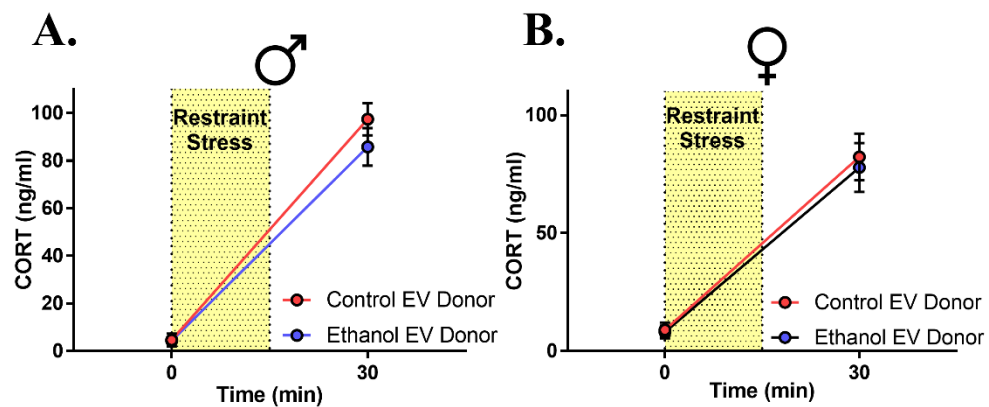 A.
♂
Restraint
Stress
CORT (ng/ml)
100
80
60
40
20
0
0
30
Time (min)
Control EV Donor
Ethanol EV Donor
B.
♀
Restraint
Stress
CORT (ng/ml)
100
50
0
0
30
Time (min)
Control EV Donor
Ethanol EV Donor